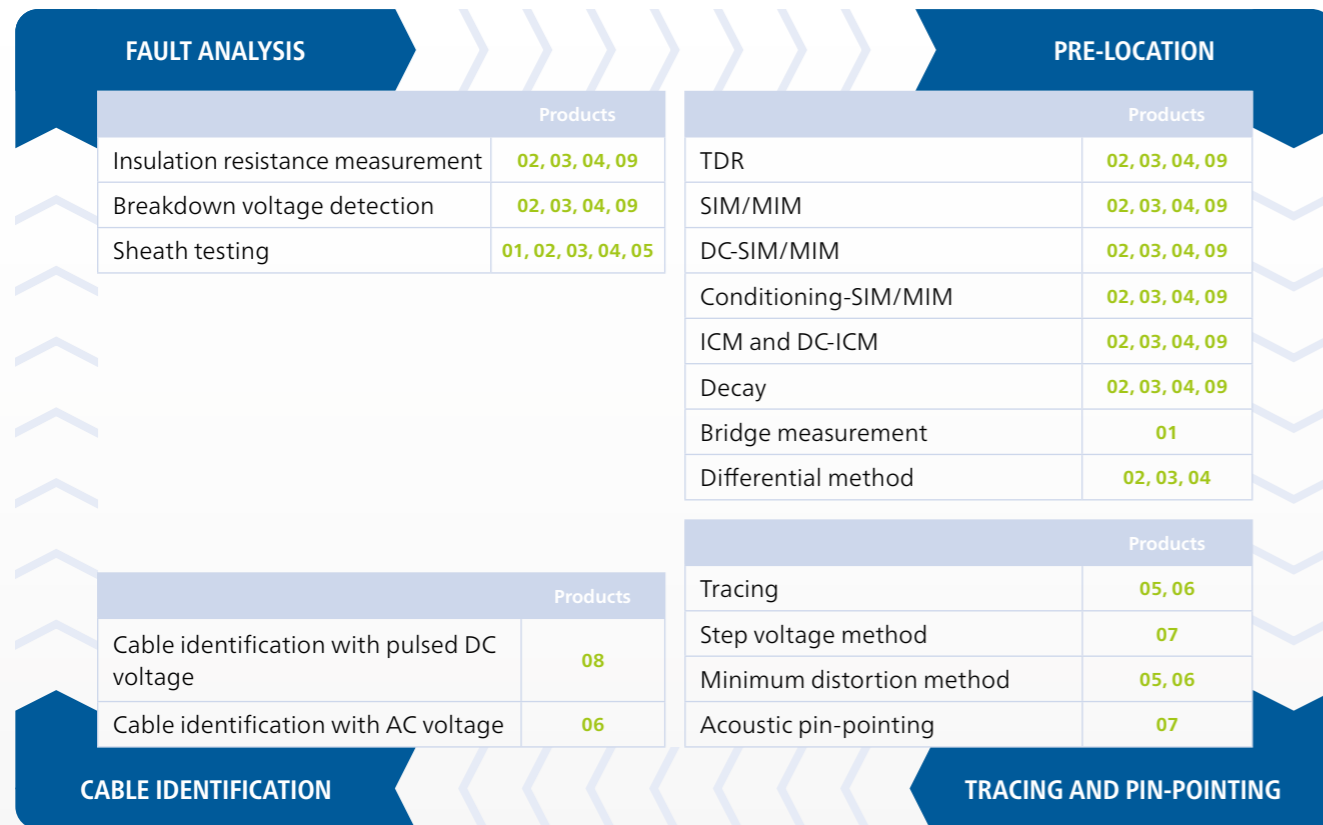 FAULT ANALYSIS
Products
Insulation resistance measurement 02, 03, 04, 09
Breakdown voltage detection 02, 03, 04, 09
Sheath testing 01, 02, 03, 04, 05
PRE-LOCATION
Products
TDR 02, 03, 04, 09
SIM/MIM 02, 03, 04, 09
DC-SIM/MIM 02, 03, 04, 09
Conditioning-SIM/MIM 02, 03, 04, 09
ICM and DC-ICM 02, 03, 04, 09
Decay 02, 03, 04, 09
Bridge measurement 01
Differential method 02, 03, 04
Products
Cable identification with pulsed DC
voltage 08
Cable identification with AC voltage 06
CABLE IDENTIFICATION
Products
Tracing 05, 06
Step voltage method 07
Minimum distortion method 05, 06
Acoustic pin-pointing 07
TRACING AND PIN-POINTING